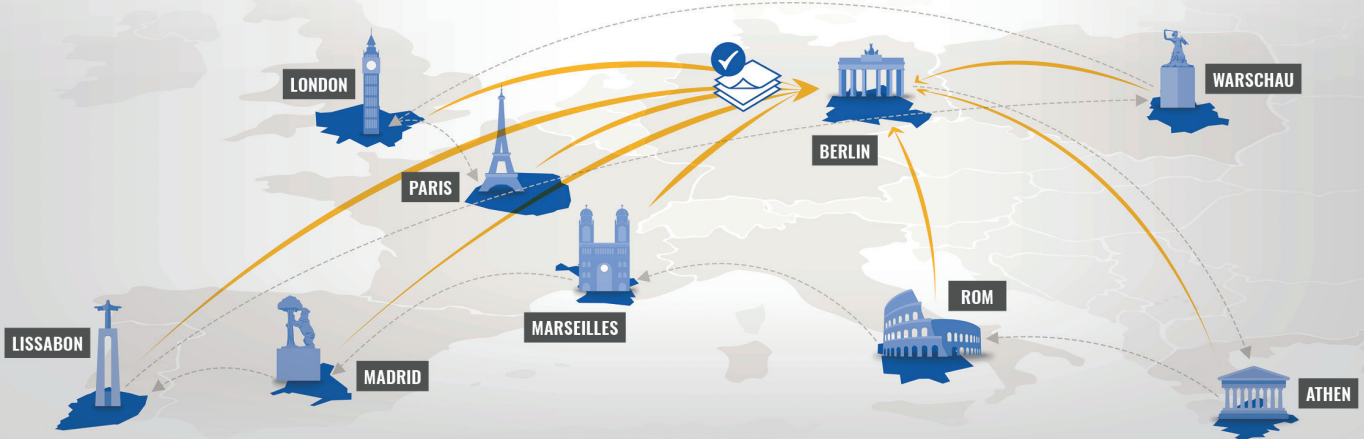 LONDON
WARSCHAU
BERLIN
PARIS
ROM
MARSEILLES
LISSABON
MADRID
ATHEN